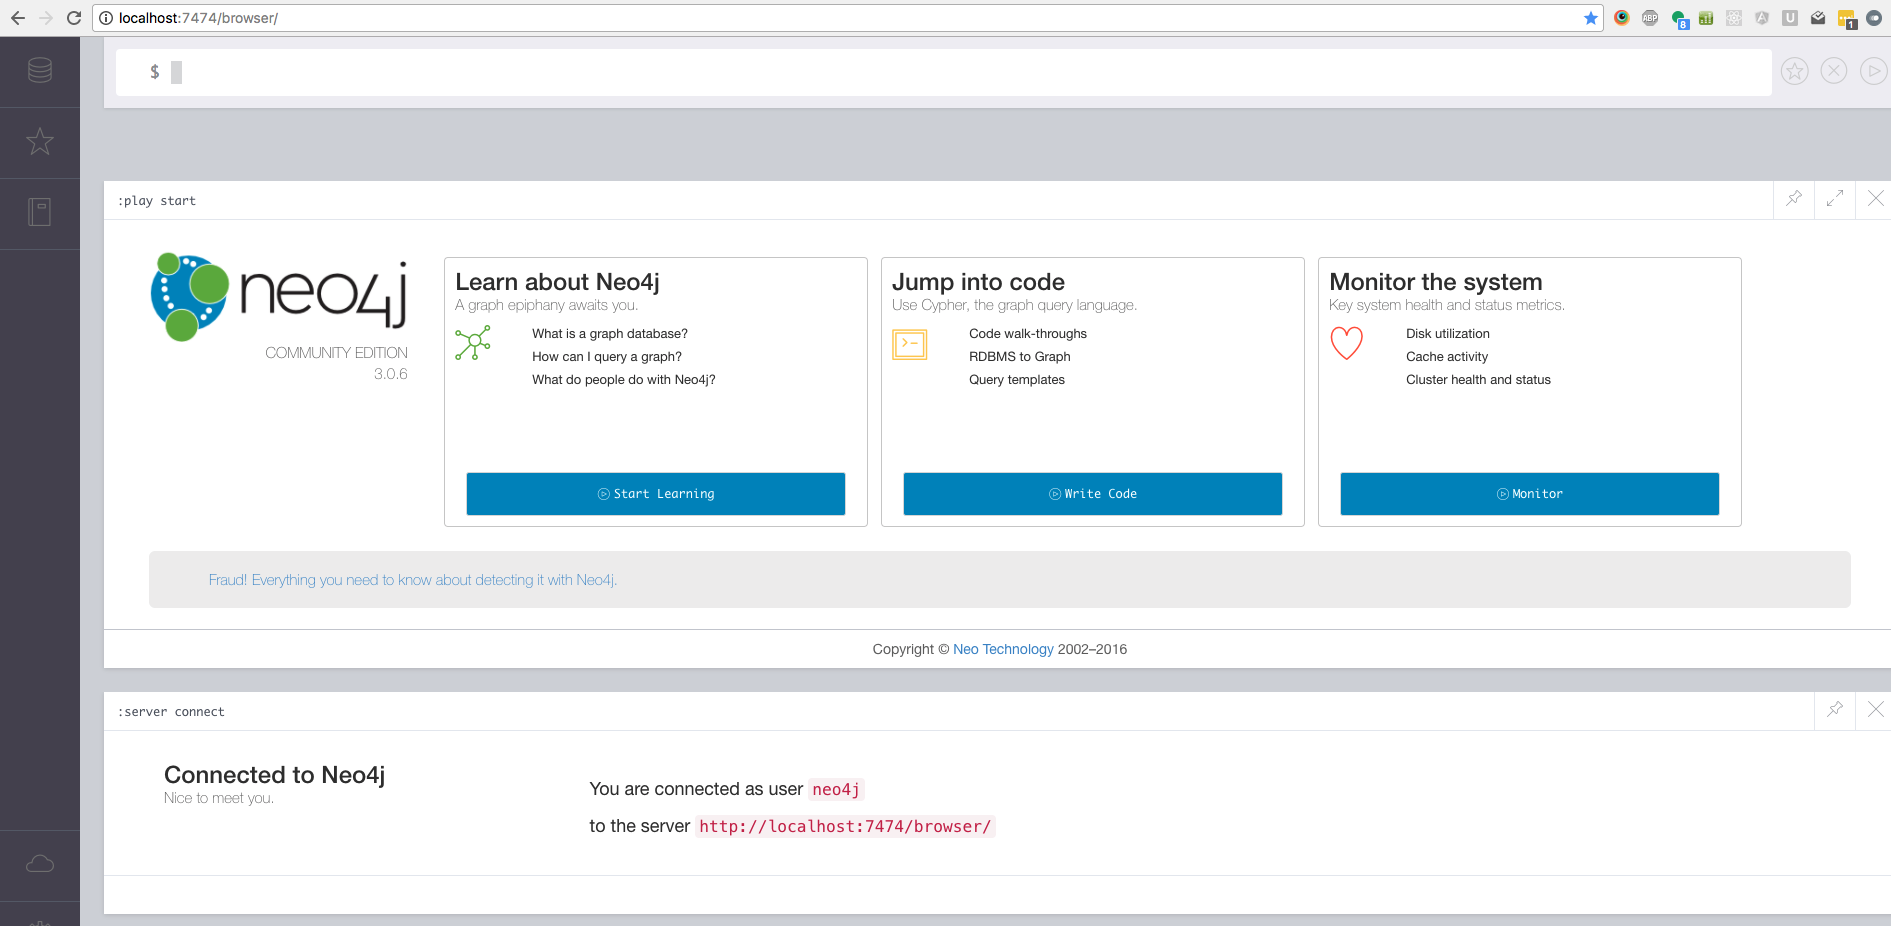 localhost:7474/browser/
ABP
8
A
U
1
$
:play start
neo4j
COMMUNITY EDITION
3.0.6
Learn about Neo4j
A graph epiphany awaits you.
What is a graph database?
How can I query a graph?
What do people do with Neo4j?
Start Learning
Jump into code
Use Cypher, the graph query language.
Code walk-throughs
RDBMS to Graph
Query templates
Write Code
Monitor the system
Key system health and status metrics.
Disk utilization
Cache activity
Cluster health and status
Monitor
Fraud! Everything you need to know about detecting it with Neo4j.
Copyright © Neo Technology 2002–2016
:server connect
Connected to Neo4j
Nice to meet you.
You are connected as user neo4j
to the server http://localhost:7474/browser/